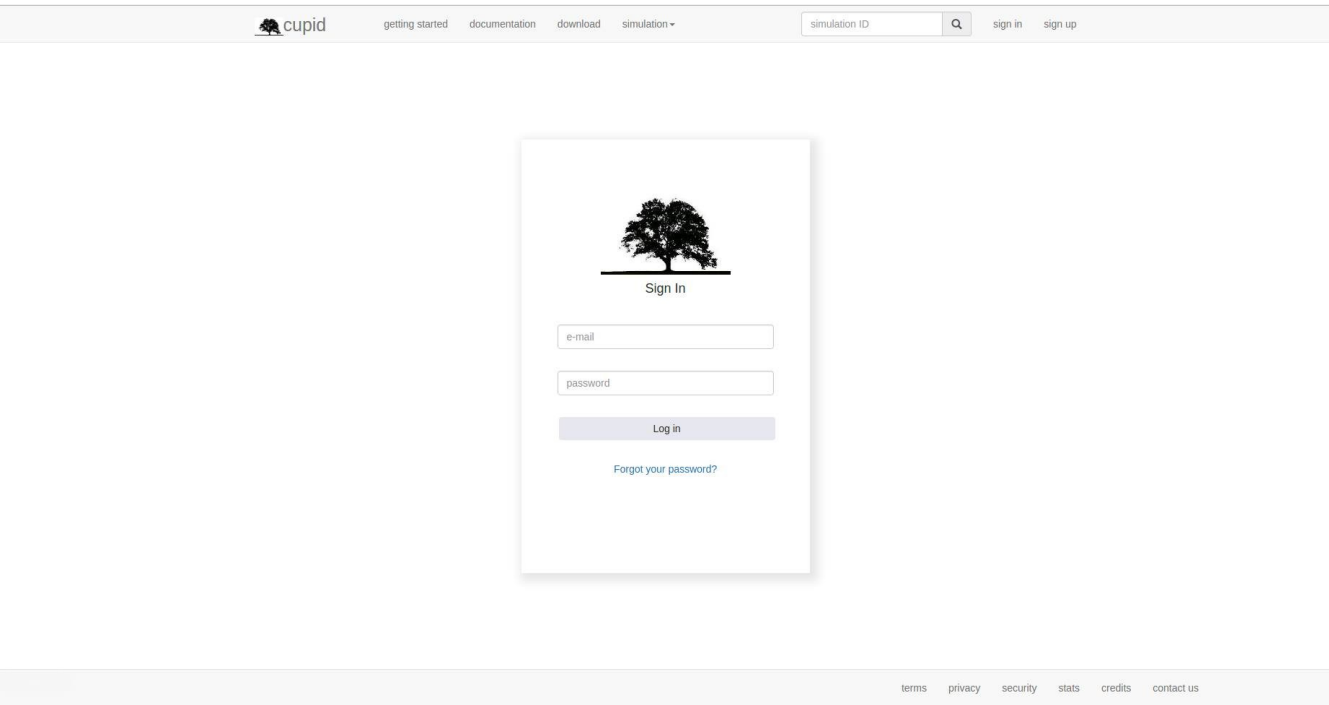 cupid getting started documentation download simulation simulation ID sign in sign up
Sign In
e-mail
password
Log in
Forgot your password?
terms privacy security stats credits contact us